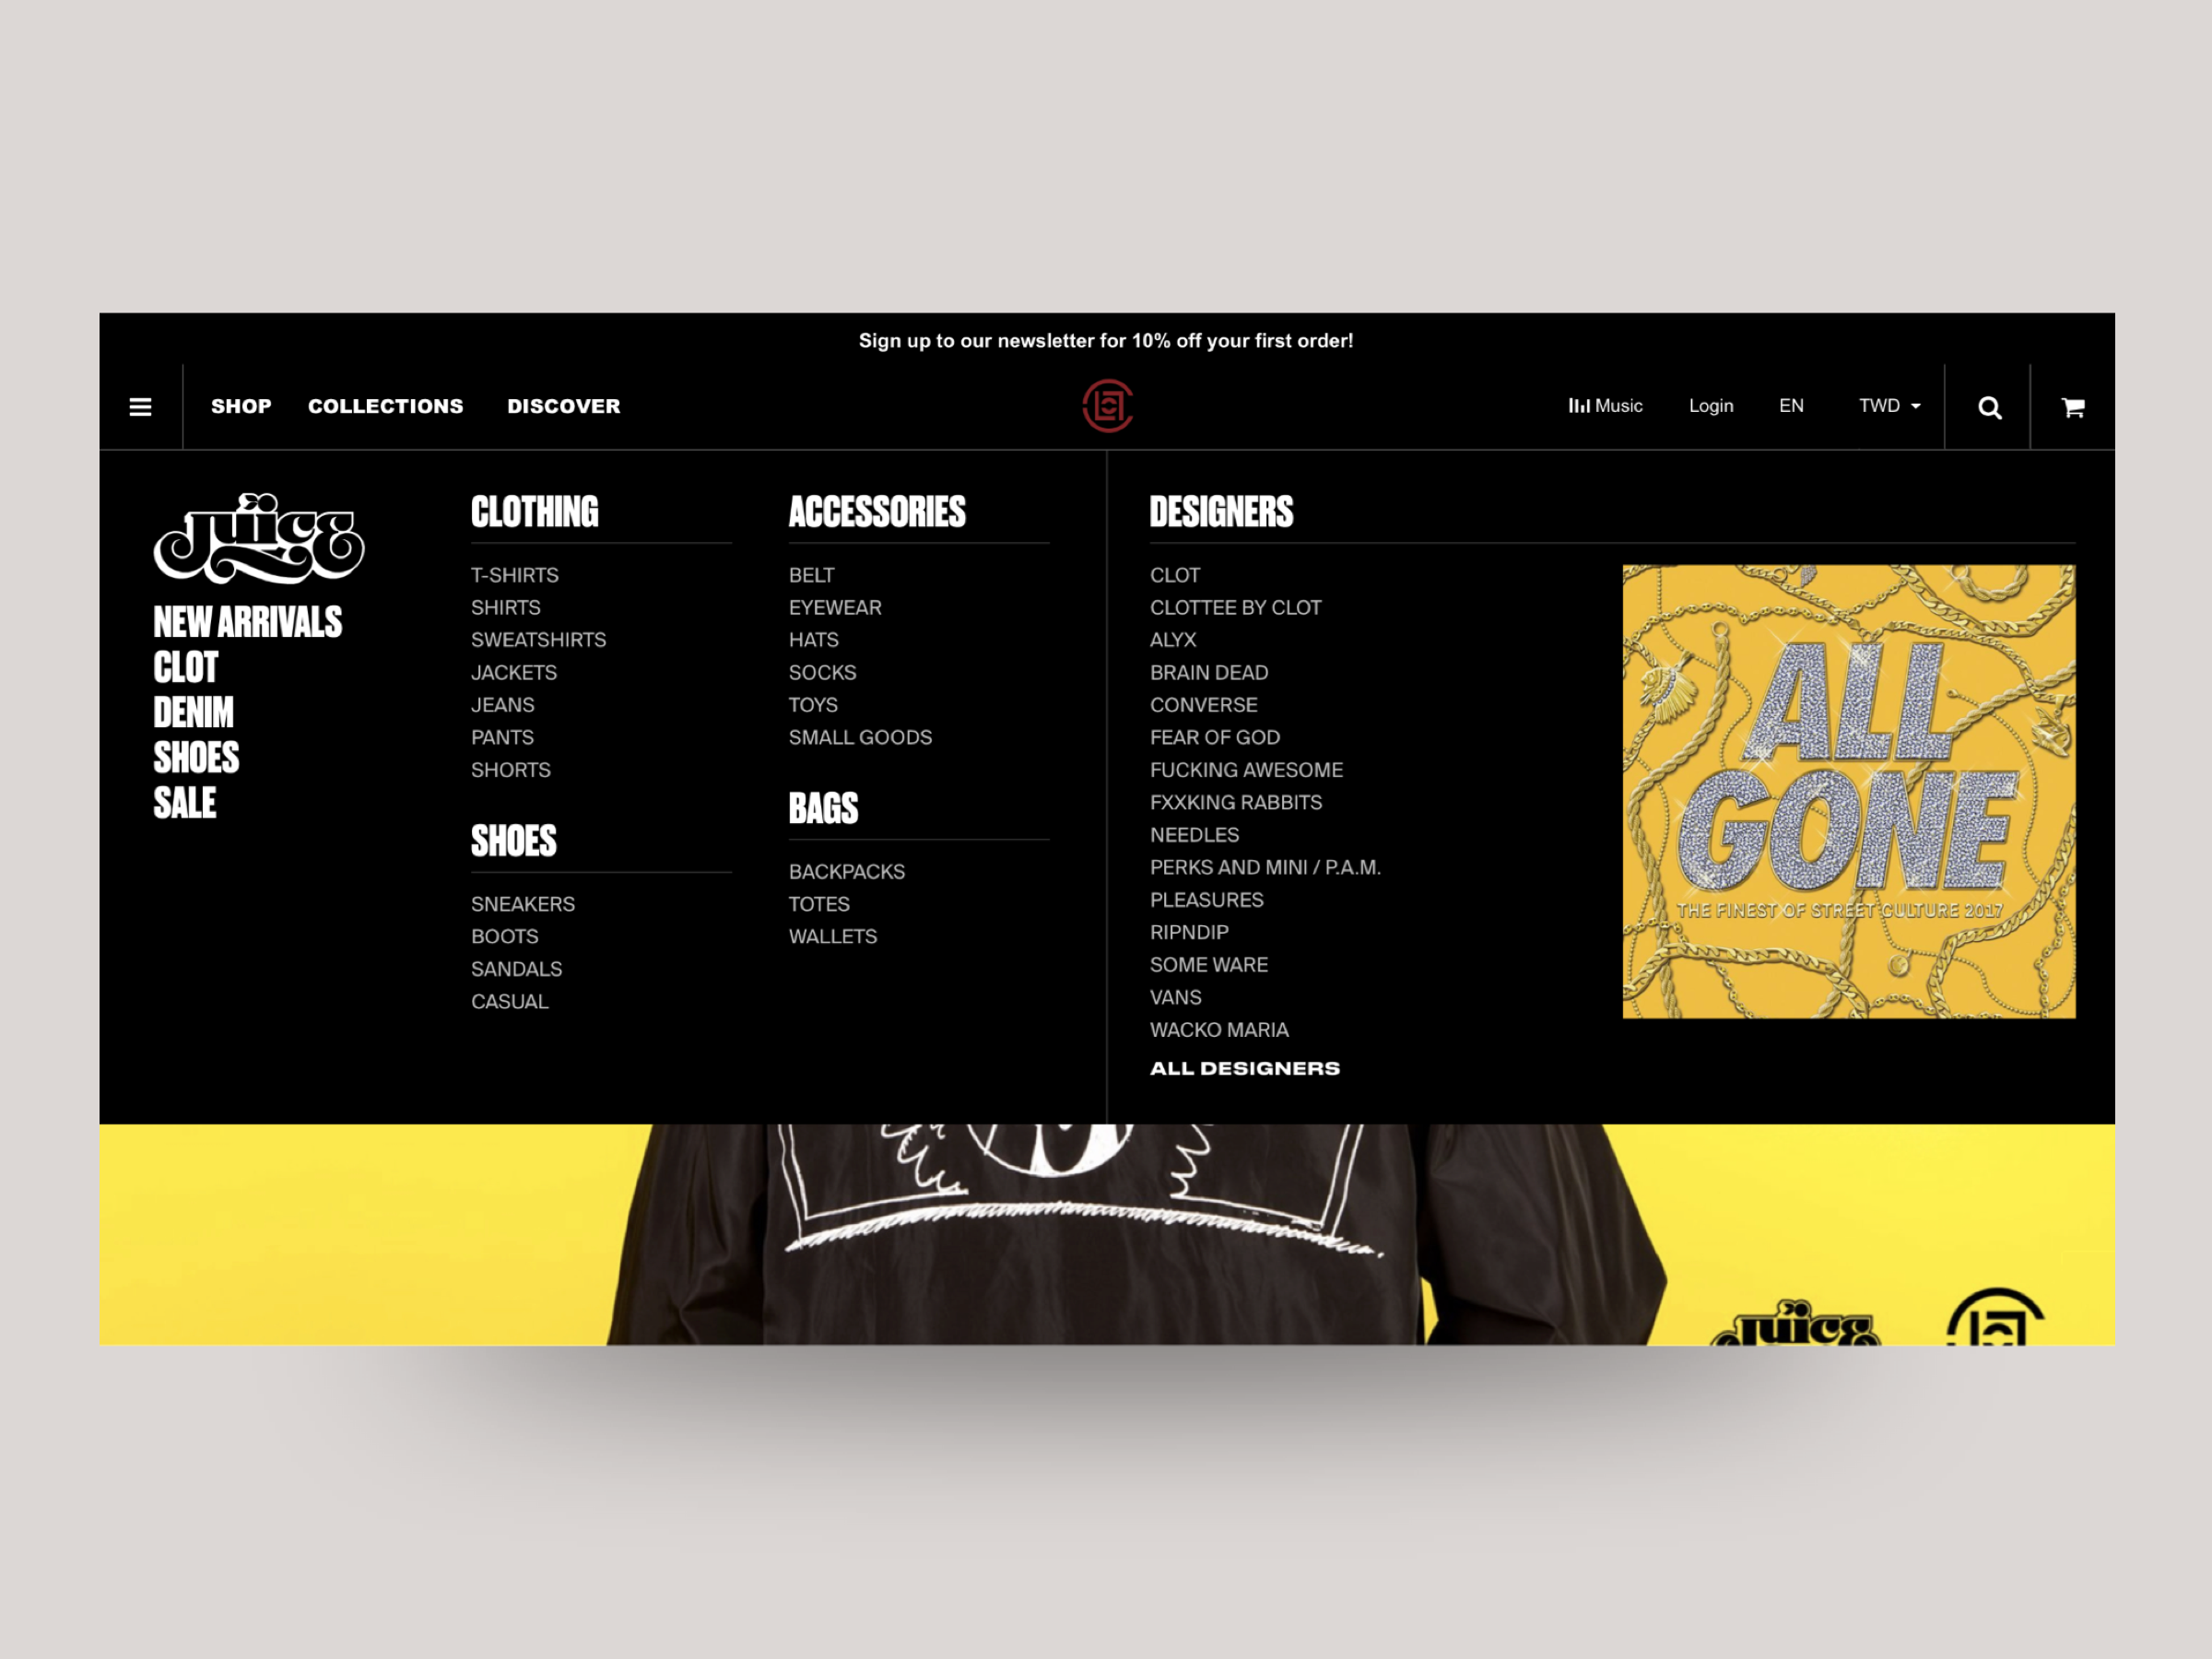 Sign up to our newsletter for 10% off your first order!
SHOP COLLECTIONS DISCOVER
CLOT
Music Login EN TWD
Juice
NEW ARRIVALS
CLOT
DENIM
SHOES
SALE
CLOTHING
T-SHIRTS
SHIRTS
SWEATSHIRTS
JACKETS
JEANS
PANTS
SHORTS
SHOES
SNEAKERS
BOOTS
SANDALS
CASUAL
ACCESSORIES
BELT
EYEWEAR
HATS
SOCKS
TOYS
SMALL GOODS
BAGS
BACKPACKS
TOTES
WALLETS
DESIGNERS
CLOT
CLOTTEE BY CLOT
ALYX
BRAIN DEAD
CONVERSE
FEAR OF GOD
FUCKING AWESOME
FXXKING RABBITS
NEEDLES
PERKS AND MINI / P.A.M.
PLEASURES
RIPNDIP
SOME WARE
VANS
WACKO MARIA
ALL DESIGNERS
ALL
GONE
THE FINEST OF STREET CULTURE 2017
Juice